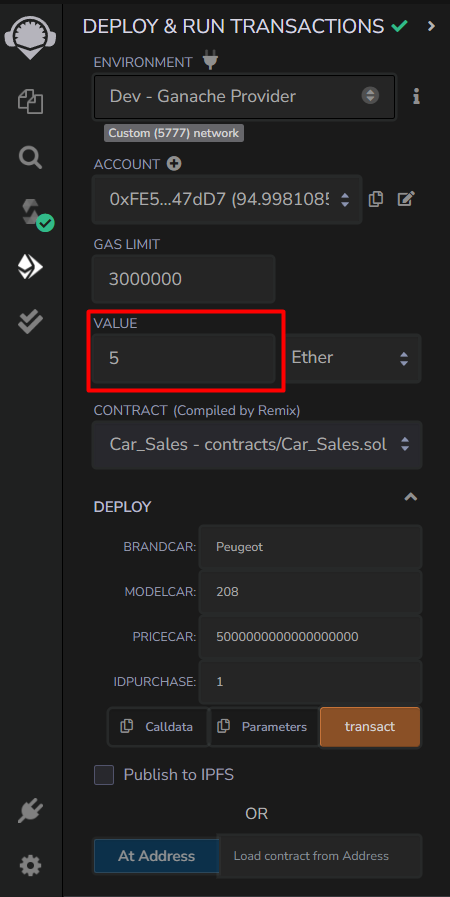 DEPLOY & RUN TRANSACTIONS
ENVIRONMENT
Dev - Ganache Provider
Custom (5777) network
ACCOUNT
0xFE5...47dD7 (94.9981085
GAS LIMIT
3000000
VALUE
5 Ether
CONTRACT (Compiled by Remix)
Car_Sales - contracts/Car_Sales.sol
DEPLOY
BRANDCAR: Peugeot
MODELCAR: 208
PRICECAR: 5000000000000000000
IDPURCHASE: 1
Calldata Parameters transact
Publish to IPFS
OR
At Address Load contract from Address